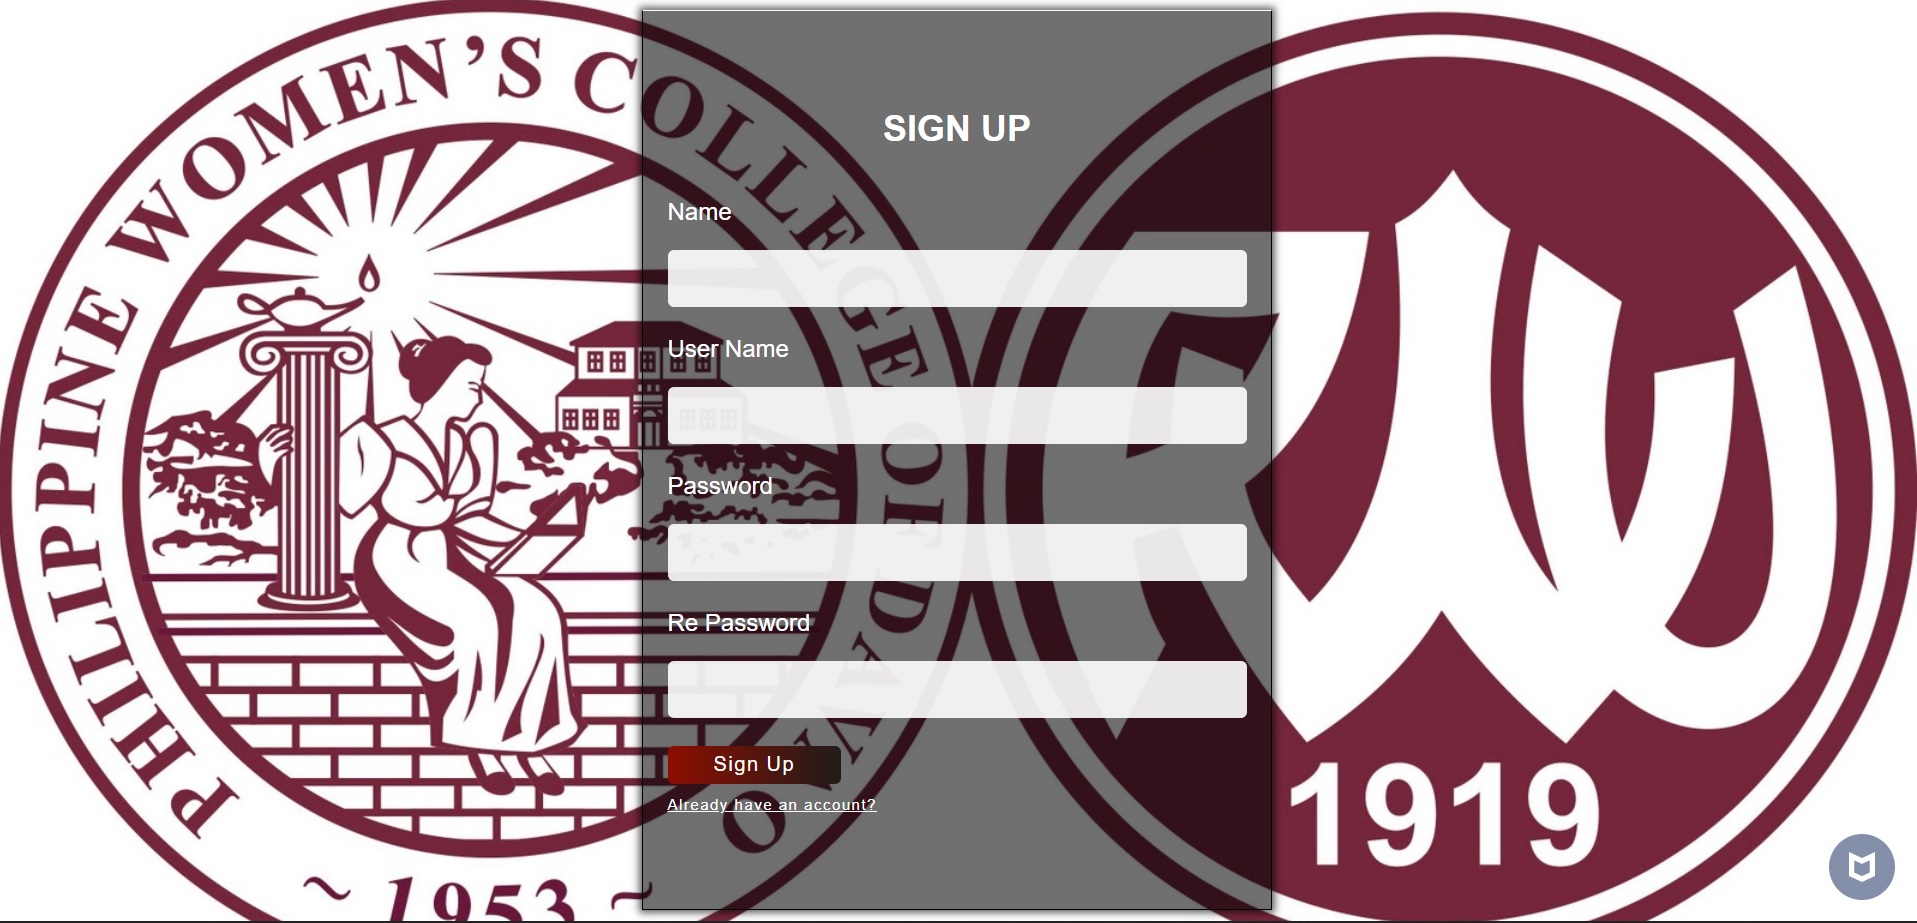 PHILIPPINE WOMEN'S COLLEGE OF DAVAO
~ 1953 ~
SIGN UP
Name
User Name
Password
Re Password
Sign Up
Already have an account?
1919